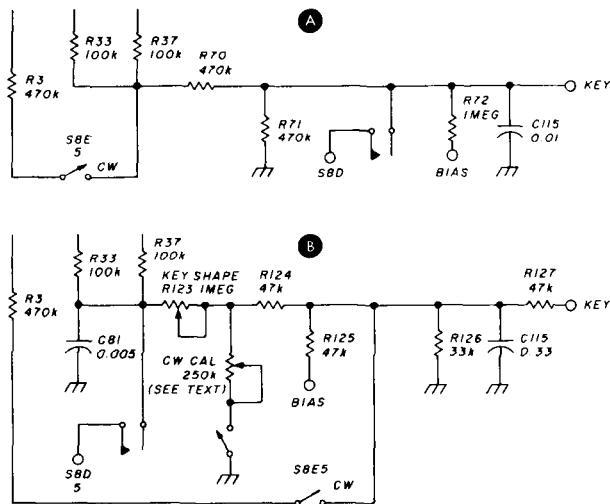 A
R33
100k
R37
100k
R70
470k
R3
470k
KEY
R72
1MEG
R71
470k
C115
0.01
S8E
5
CW
S8D
BIAS
B
R33
100k
R37
100k
KEY SHAPE
R123 1MEG
R124
47k
R127
47k
R3
470k
KEY
C81
0.005
CW CAL
250k
(SEE TEXT)
R125
47k
R126
33k
C115
0.33
BIAS
S8D
5
S8E5
CW